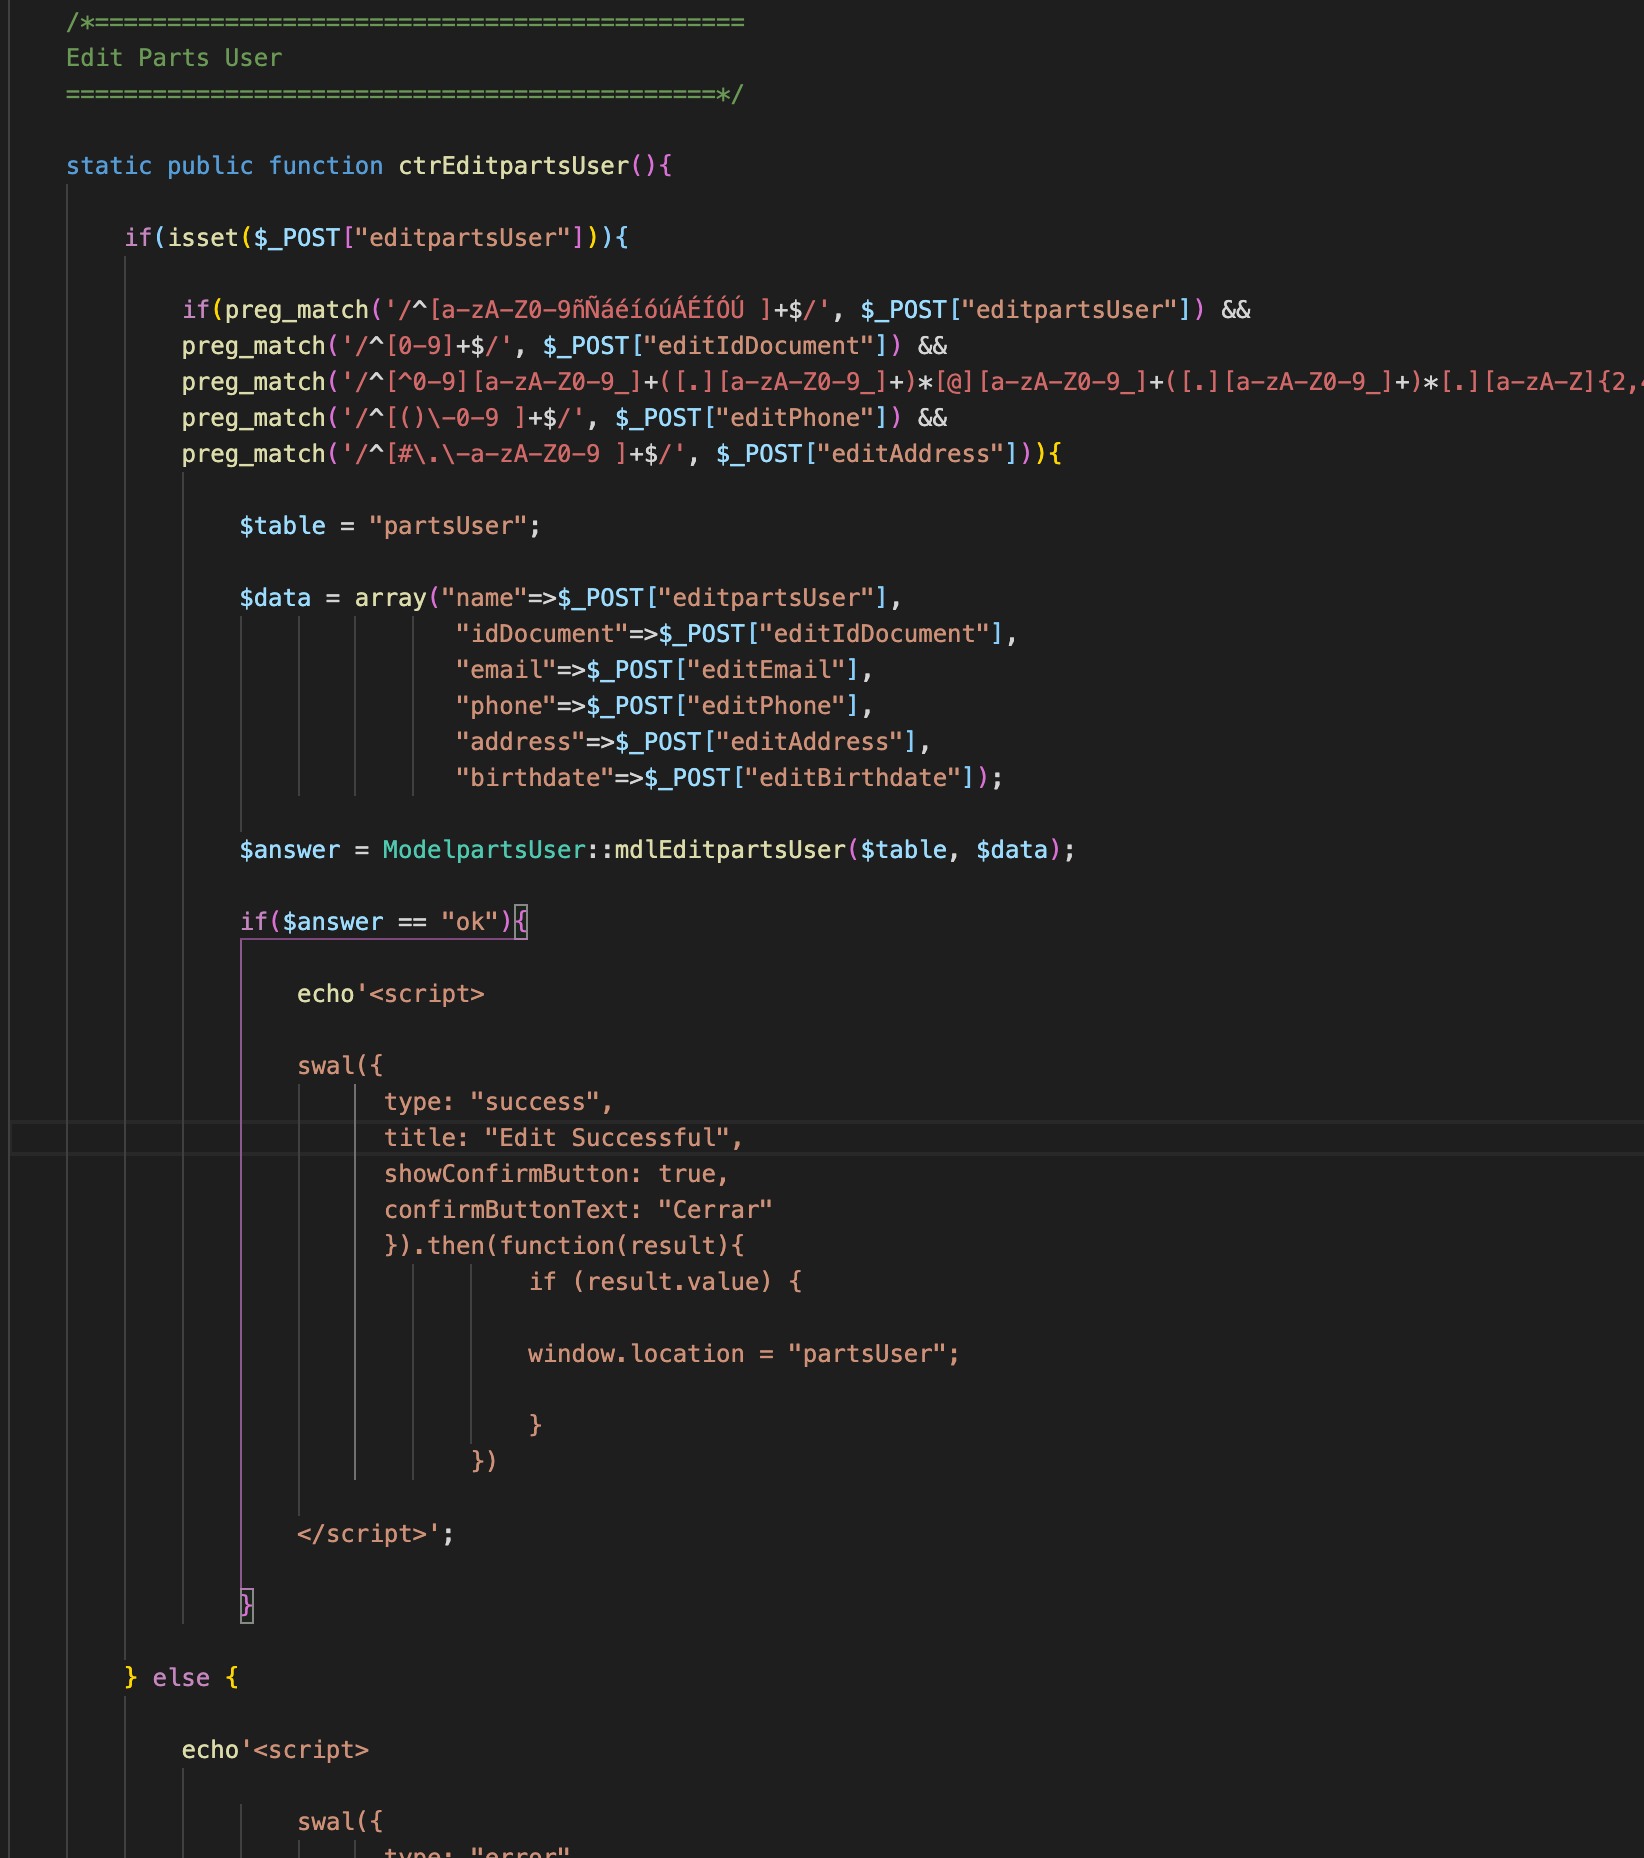 /*=============================================
Edit Parts User
=============================================*/
static public function ctrEditpartsUser(){
if(isset($_POST["editpartsUser"])){
if(preg_match('/^[a-zA-Z0-9ñÑáéíóúÁÉÍÓÚ ]+$/', $_POST["editpartsUser"]) &&
preg_match('/^[0-9]+$/', $_POST["editIdDocument"]) &&
preg_match('/^[^0-9][a-zA-Z0-9_]+([.][a-zA-Z0-9_]+)*[@][a-zA-Z0-9_]+([.][a-zA-Z0-9_]+)*[.][a-zA-Z]{2,4
preg_match('/^[()\-0-9 ]+$/', $_POST["editPhone"]) &&
preg_match('/^[#\.\-a-zA-Z0-9 ]+$/', $_POST["editAddress"])){
$table = "partsUser";
$data = array("name"=>$_POST["editpartsUser"],
"idDocument"=>$_POST["editIdDocument"],
"email"=>$_POST["editEmail"],
"phone"=>$_POST["editPhone"],
"address"=>$_POST["editAddress"],
"birthdate"=>$_POST["editBirthdate"]);
$answer = ModelpartsUser::mdlEditpartsUser($table, $data);
if($answer == "ok"){
echo'<script>
swal({
type: "success",
title: "Edit Successful",
showConfirmButton: true,
confirmButtonText: "Cerrar"
}).then(function(result){
if (result.value) {
window.location = "partsUser";
}
})
</script>';
}
} else {
echo'<script>
swal({
type: "error"